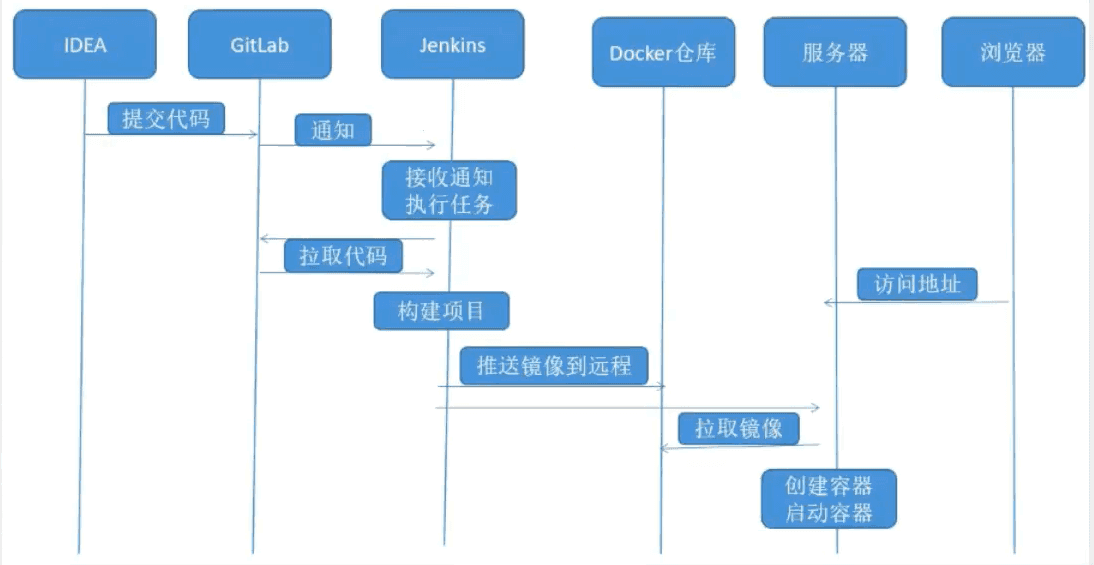 IDEA
GitLab
Jenkins
Docker仓库
服务器
浏览器
提交代码
通知
接收通知
执行任务
拉取代码
访问地址
构建项目
推送镜像到远程
拉取镜像
创建容器
启动容器